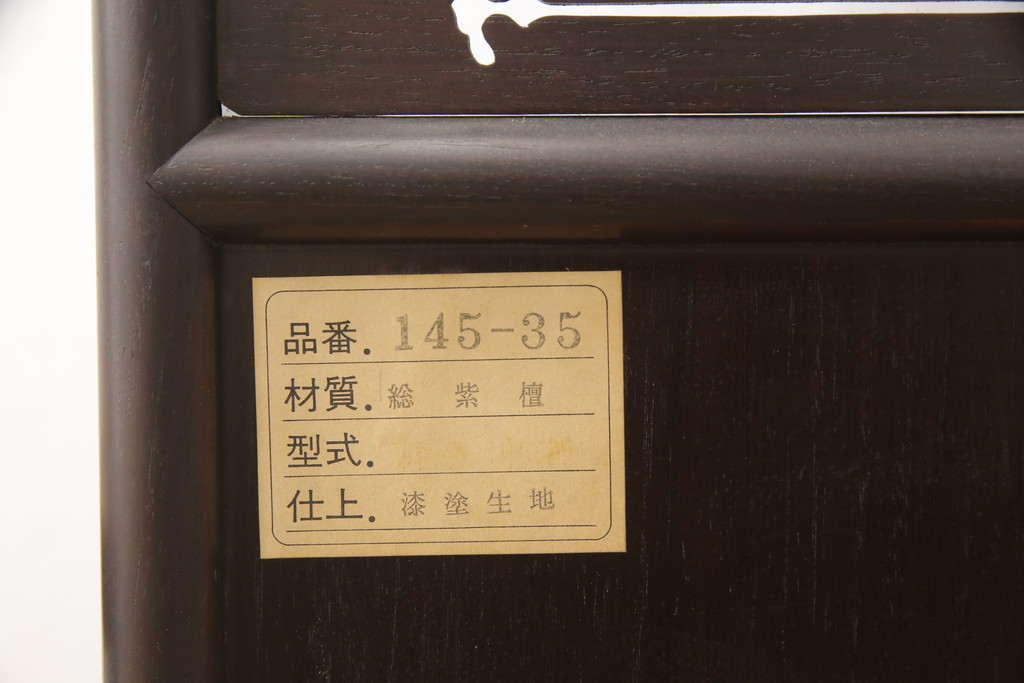 品番. 145-35
材質. 総紫檀
型式.
仕上. 漆塗生地